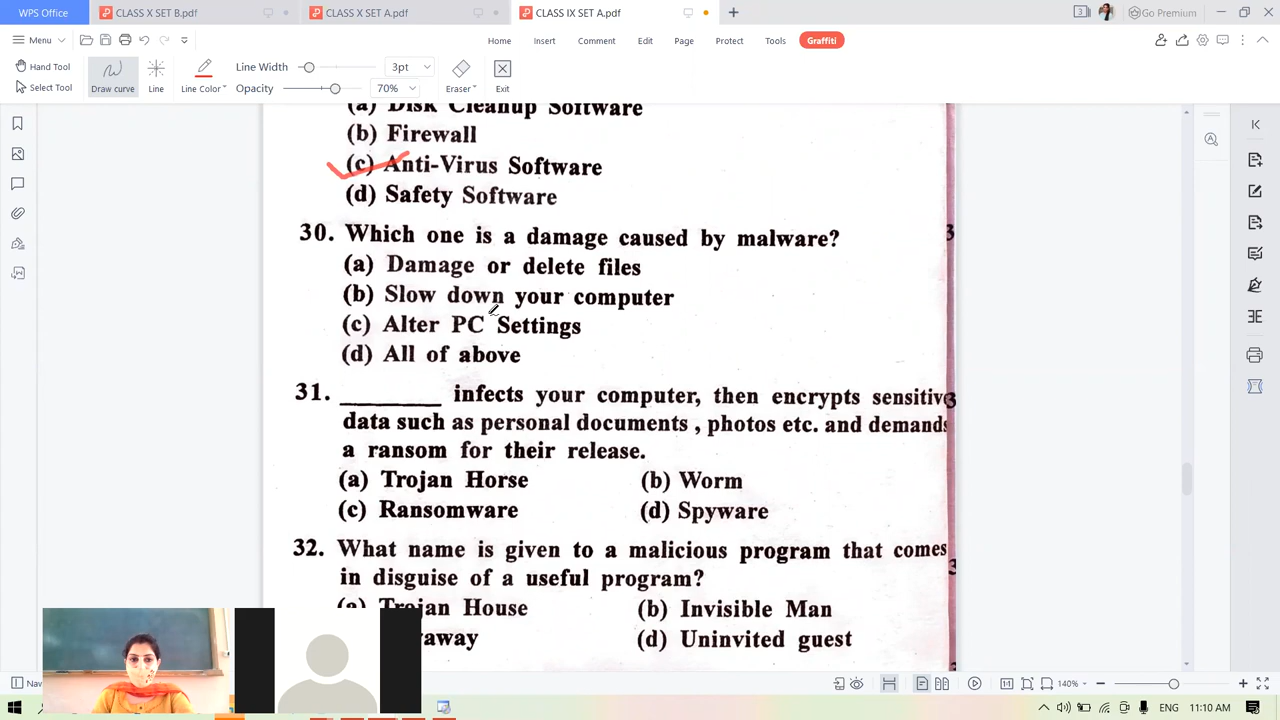 WPS Office
CLASS IX SET C.pdf
CLASS IX SET C.pdf
CLASS IX SET A.pdf
3
Go Premium
Menu
Home
Insert
Comment
Edit
Page
Protect
Tools
Graffiti
Hand Tool
Select Tool
Draw curve
Line
Line Color
Line Width
3pt
Opacity
70%
Eraser
Exit
(a) Disk Cleanup Software
(b) Firewall
(c) Anti-Virus Software
(d) Safety Software
30. Which one is a damage caused by malware?
(a) Damage or delete files
(b) Slow down your computer
(c) Alter PC Settings
(d) All of above
31. ________ infects your computer, then encrypts sensitive
data such as personal documents , photos etc. and demands
a ransom for their release.
(a) Trojan Horse (b) Worm
(c) Ransomware (d) Spyware
32. What name is given to a malicious program that comes
in disguise of a useful program?
(a) Trojan House (b) Invisible Man
(d) Uninvited guest
Nav
140%
ENG
11:10 AM